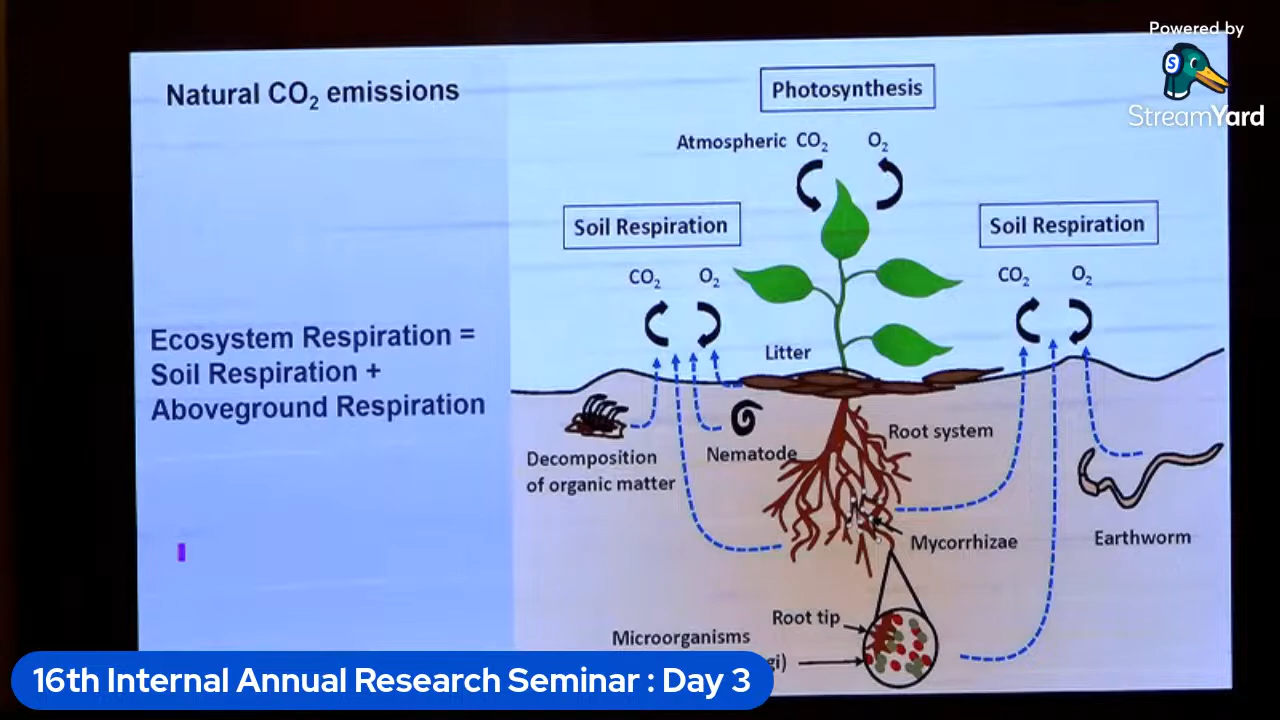 Powered by
StreamYard
Natural CO₂ emissions
Photosynthesis
Atmospheric CO₂ O₂
Soil Respiration
Soil Respiration
CO₂ O₂
CO₂ O₂
Ecosystem Respiration =
Soil Respiration +
Aboveground Respiration
Litter
Root system
Decomposition
of organic matter
Nematode
Mycorrhizae
Earthworm
Root tip
Microorganisms
gi)
16th Internal Annual Research Seminar : Day 3